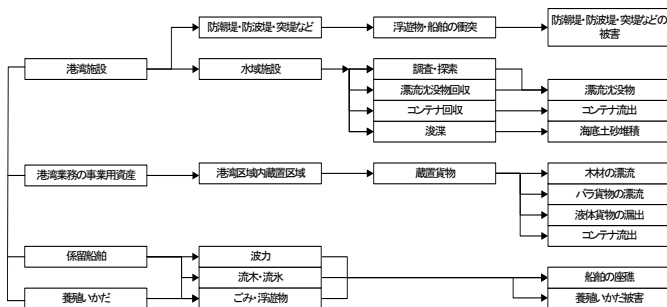 防潮堤・防波堤・突堤など
浮遊物・船舶の衝突
防潮堤・防波堤・突堤などの
被害
港湾施設
水域施設
調査・探索
漂流沈没物回収
漂流沈没物
コンテナ回収
コンテナ流出
浚渫
海底土砂堆積
港湾業務の事業用資産
港湾区域内蔵置区域
蔵置貨物
木材の漂流
バラ貨物の漂流
液体貨物の漏出
コンテナ流出
係留船舶
波力
流木・流氷
船舶の座礁
養殖いかだ
ごみ・浮遊物
養殖いかだ被害